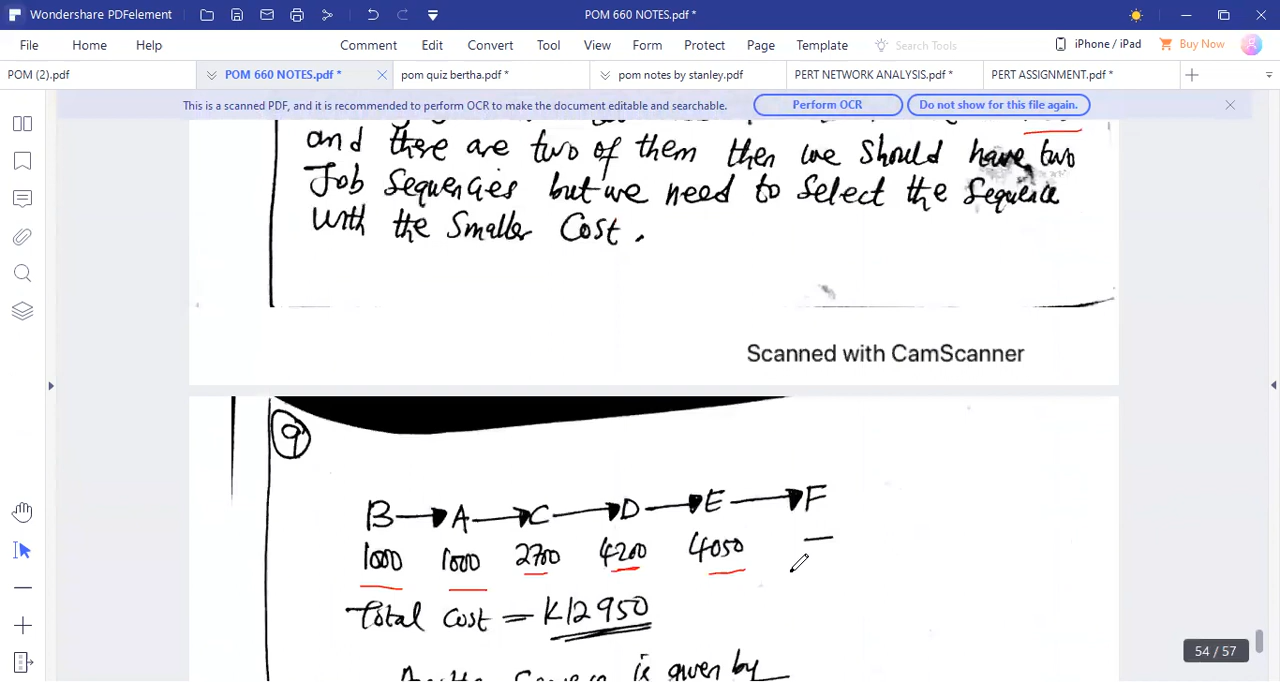 Wondershare PDFelement
POM 660 NOTES.pdf *
File Home Help Comment Edit Convert Tool View Form Protect Page Template Search Tools iPhone / iPad Buy Now
POM (2).pdf POM 660 NOTES.pdf * pom quiz bertha.pdf * pom notes by stanley.pdf PERT NETWORK ANALYSIS.pdf * PERT ASSIGNMENT.pdf *
This is a scanned PDF, and it is recommended to perform OCR to make the document editable and searchable. Perform OCR Do not show for this file again.
and there are two of them then we should have two
Job Sequencies but we need to select the Sequence
with the smaller Cost.
Scanned with CamScanner
9
B → A → C → D → E → F
1000 1000 2700 4200 4050 —
Total Cost = K12950
is given by
54 / 57